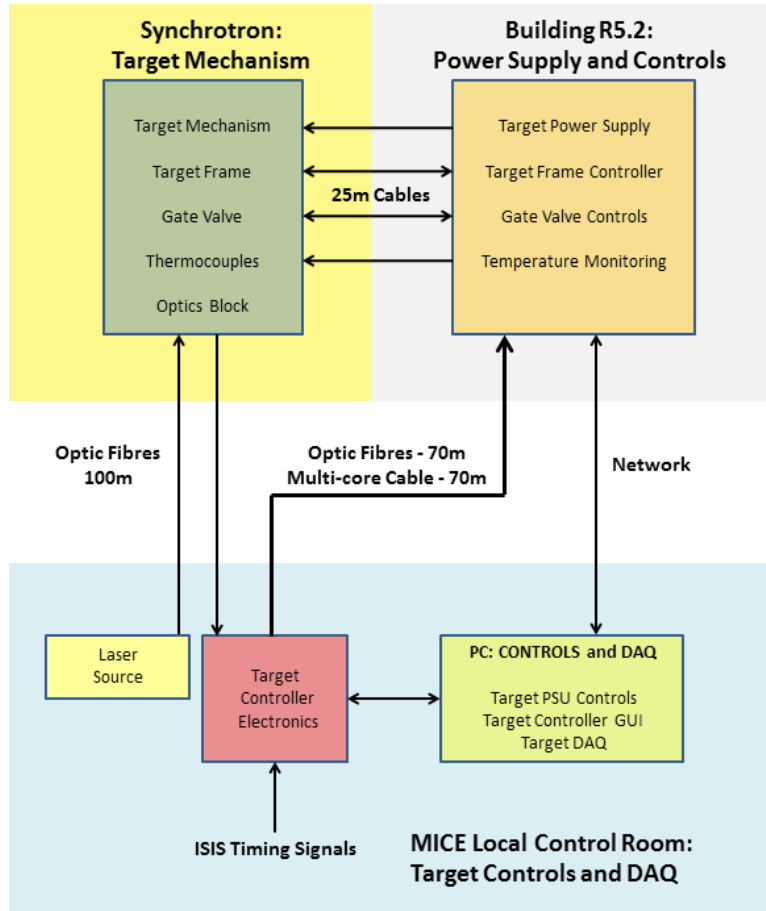 Synchrotron:
Target Mechanism
Building R5.2:
Power Supply and Controls
Target Mechanism
Target Frame
Gate Valve
Thermocouples
Optics Block
25m Cables
Target Power Supply
Target Frame Controller
Gate Valve Controls
Temperature Monitoring
Optic Fibres
100m
Optic Fibres - 70m
Multi-core Cable - 70m
Network
Laser
Source
Target
Controller
Electronics
PC: CONTROLS and DAQ
Target PSU Controls
Target Controller GUI
Target DAQ
ISIS Timing Signals
MICE Local Control Room:
Target Controls and DAQ